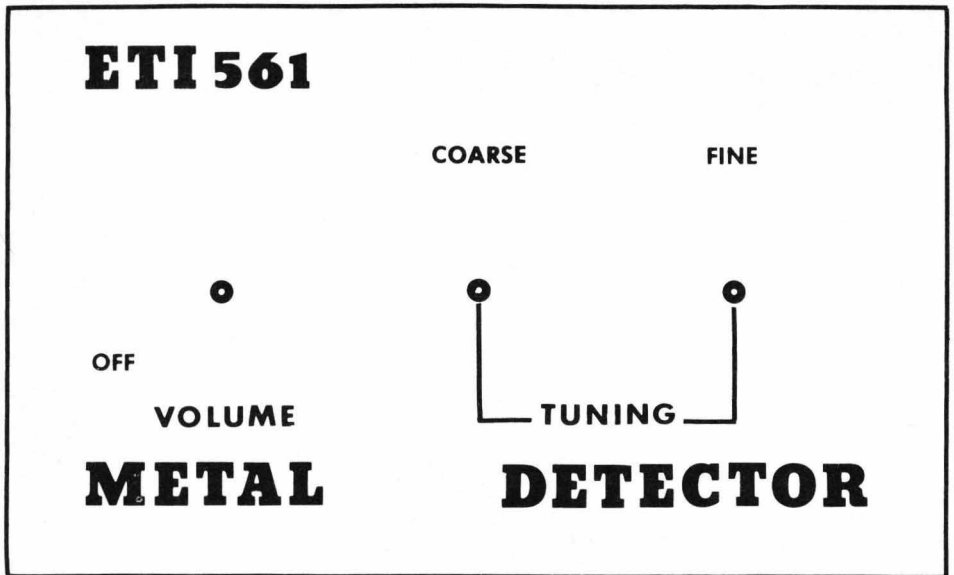 ETI 561
COARSE FINE
OFF
VOLUME TUNING
METAL DETECTOR